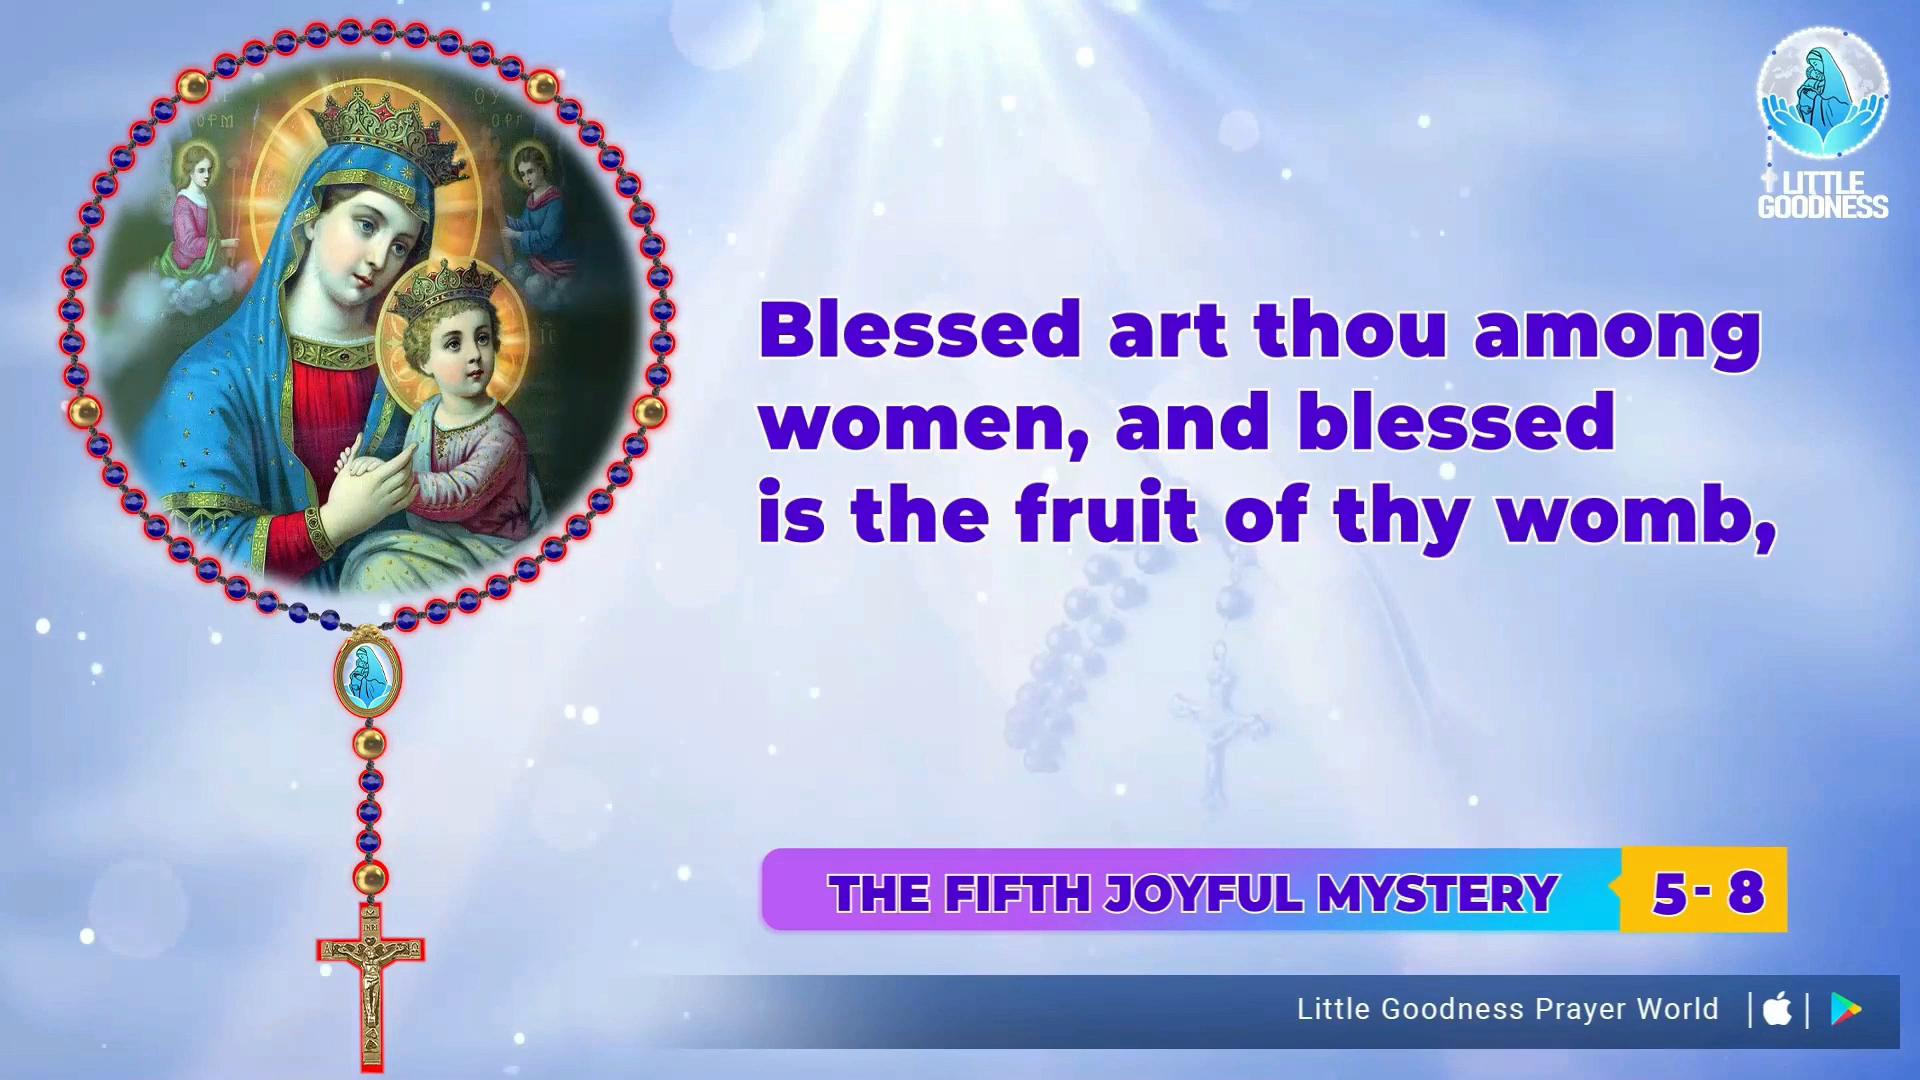 LITTLE
GOODNESS
Blessed art thou among
women, and blessed
is the fruit of thy womb,
THE FIFTH JOYFUL MYSTERY
5- 8
Little Goodness Prayer World
INRI